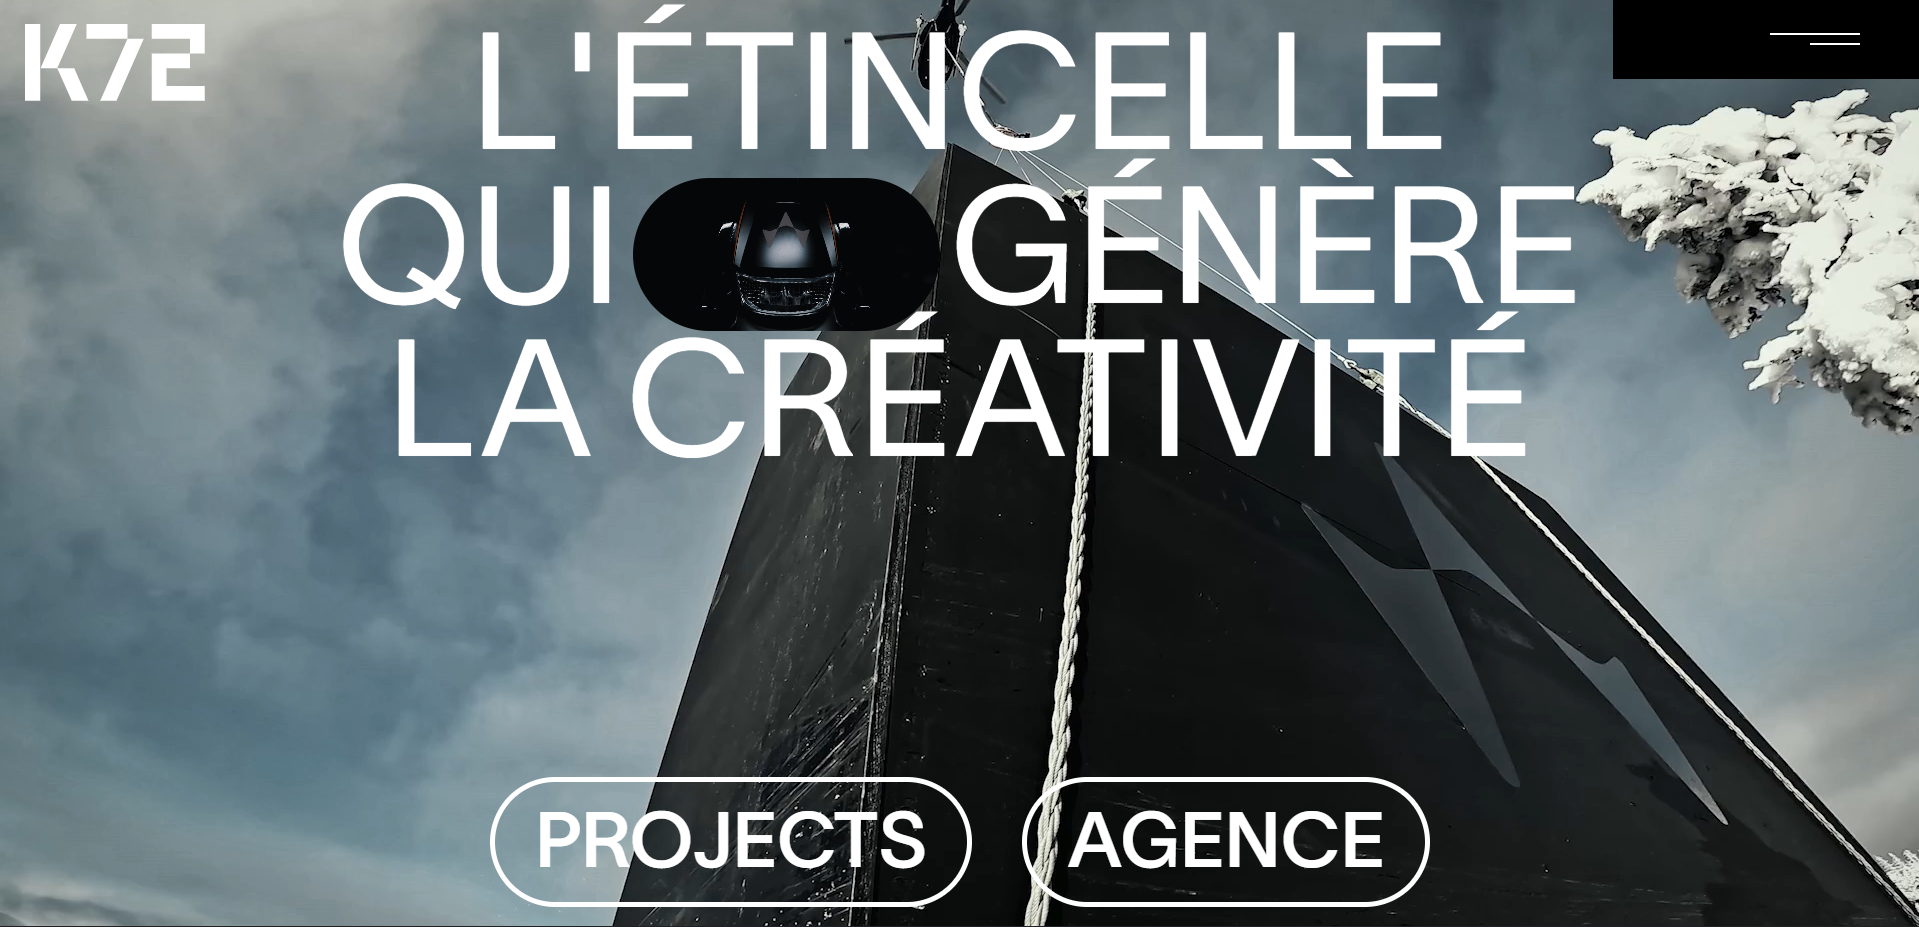 K72
L'ÉTINCELLE
QUI GÉNÈRE
LA CRÉATIVITÉ
PROJECTS
AGENCE